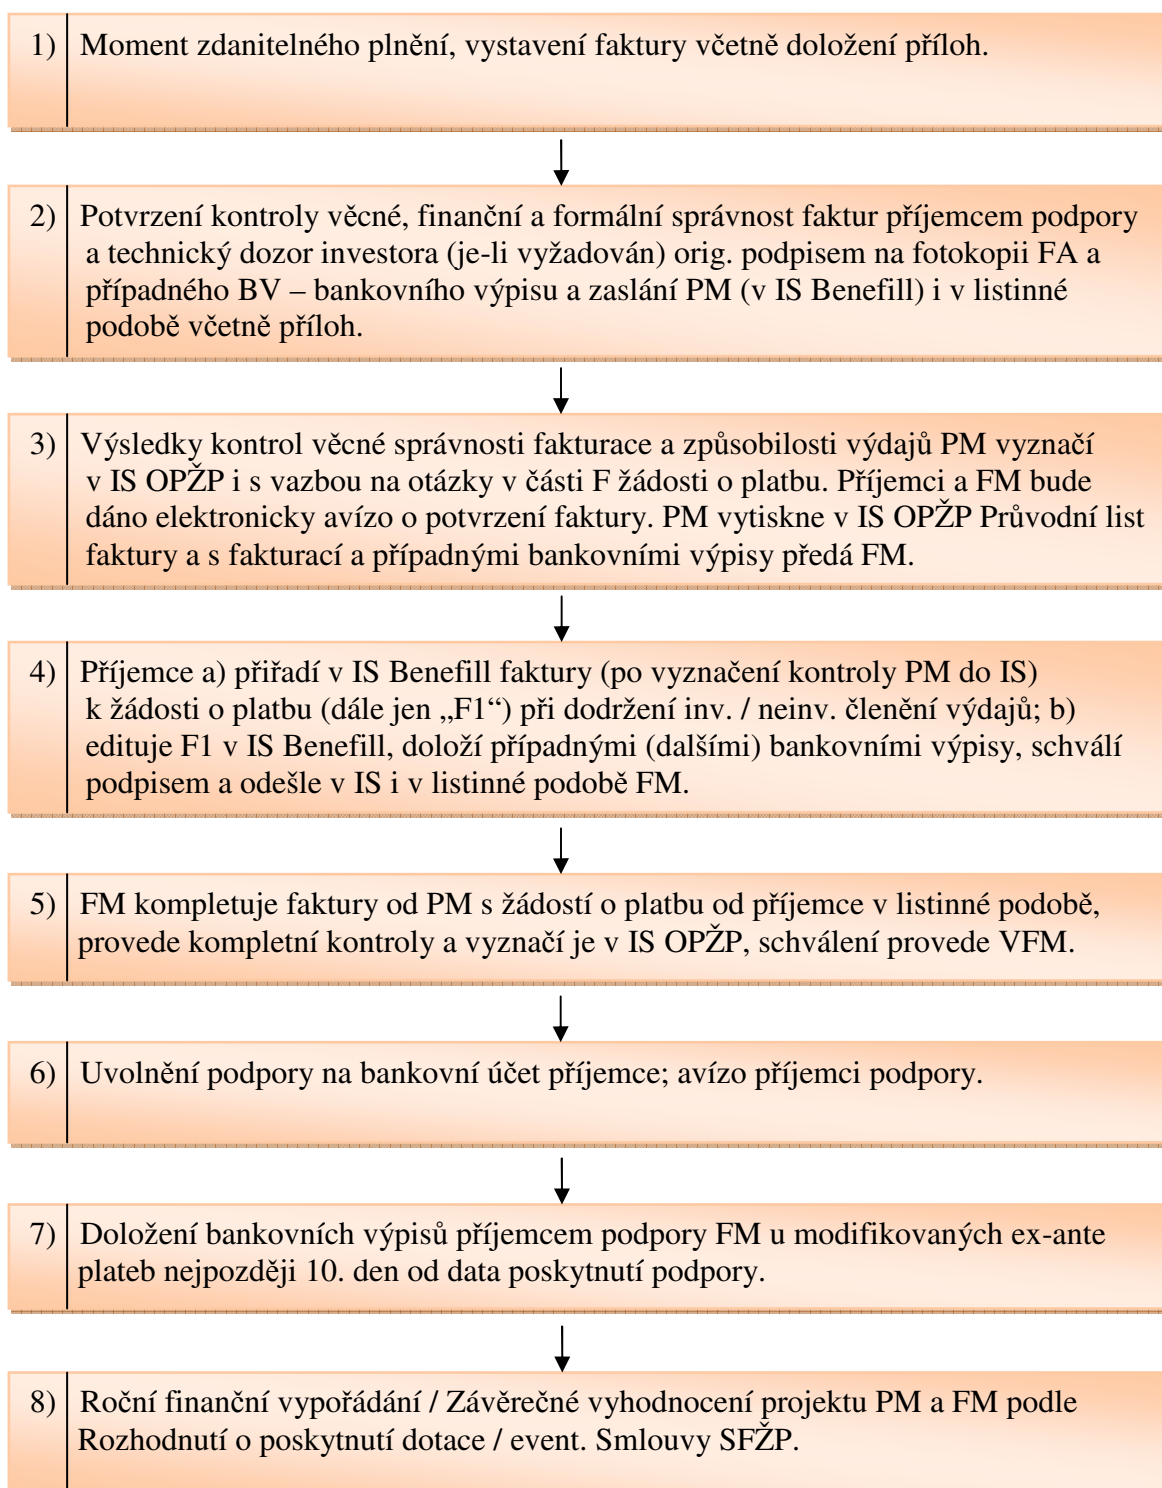 1) Moment zdanitelného plnění, vystavení faktury včetně doložení příloh.
2) Potvrzení kontroly věcné, finanční a formální správnost faktur příjemcem podpory
a technický dozor investora (je-li vyžadován) orig. podpisem na fotokopii FA a
případného BV – bankovního výpisu a zaslání PM (v IS Benefill) i v listinné
podobě včetně příloh.
3) Výsledky kontrol věcné správnosti fakturace a způsobilosti výdajů PM vyznačí
v IS OPŽP i s vazbou na otázky v části F žádosti o platbu. Příjemci a FM bude
dáno elektronicky avízo o potvrzení faktury. PM vytiskne v IS OPŽP Průvodní list
faktury a s fakturací a případnými bankovními výpisy předá FM.
4) Příjemce a) přiřadí v IS Benefill faktury (po vyznačení kontroly PM do IS)
k žádosti o platbu (dále jen „F1“) při dodržení inv. / neinv. členění výdajů; b)
edituje F1 v IS Benefill, doloží případnými (dalšími) bankovními výpisy, schválí
podpisem a odešle v IS i v listinné podobě FM.
5) FM kompletuje faktury od PM s žádostí o platbu od příjemce v listinné podobě,
provede kompletní kontroly a vyznačí je v IS OPŽP, schválení provede VFM.
6) Uvolnění podpory na bankovní účet příjemce; avízo příjemci podpory.
7) Doložení bankovních výpisů příjemcem podpory FM u modifikovaných ex-ante
plateb nejpozději 10. den od data poskytnutí podpory.
8) Roční finanční vypořádání / Závěrečné vyhodnocení projektu PM a FM podle
Rozhodnutí o poskytnutí dotace / event. Smlouvy SFŽP.